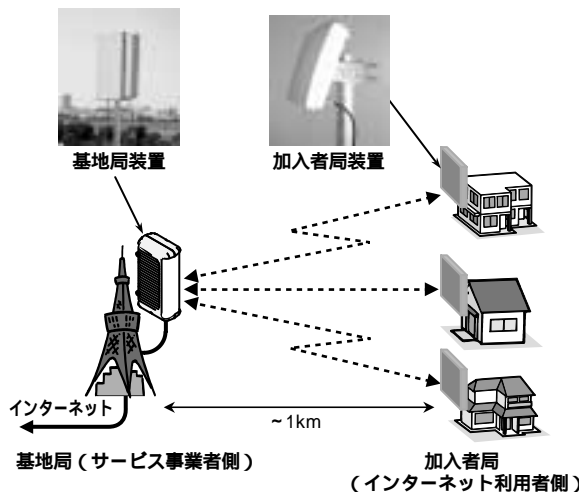 基地局装置
加入者局装置
インターネット
~1km
基地局(サービス事業者側)
加入者局
(インターネット利用者側)